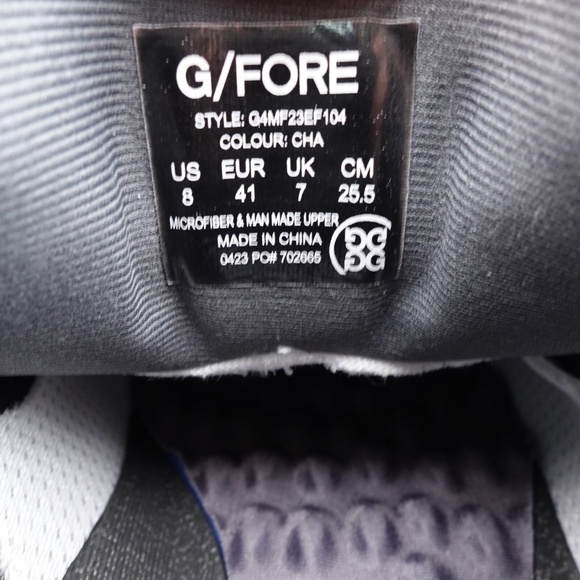 G/FORE
STYLE: G4MF23EF104
COLOUR: CHA
US EUR UK CM
8 41 7 25.5
MICROFIBER & MAN MADE UPPER
MADE IN CHINA
0423 PO# 702665